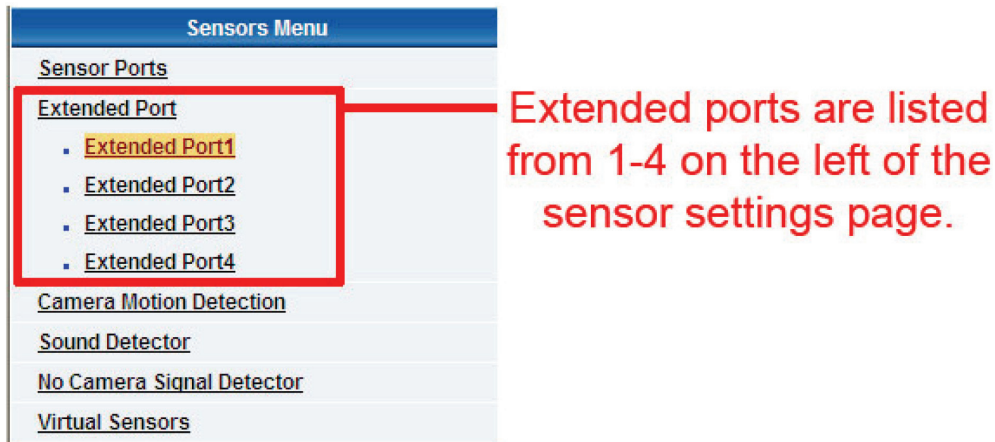 Sensors Menu
Sensor Ports
Extended Port
Extended Port1
Extended Port2
Extended Port3
Extended Port4
Camera Motion Detection
Sound Detector
No Camera Signal Detector
Virtual Sensors
Extended ports are listed
from 1-4 on the left of the
sensor settings page.